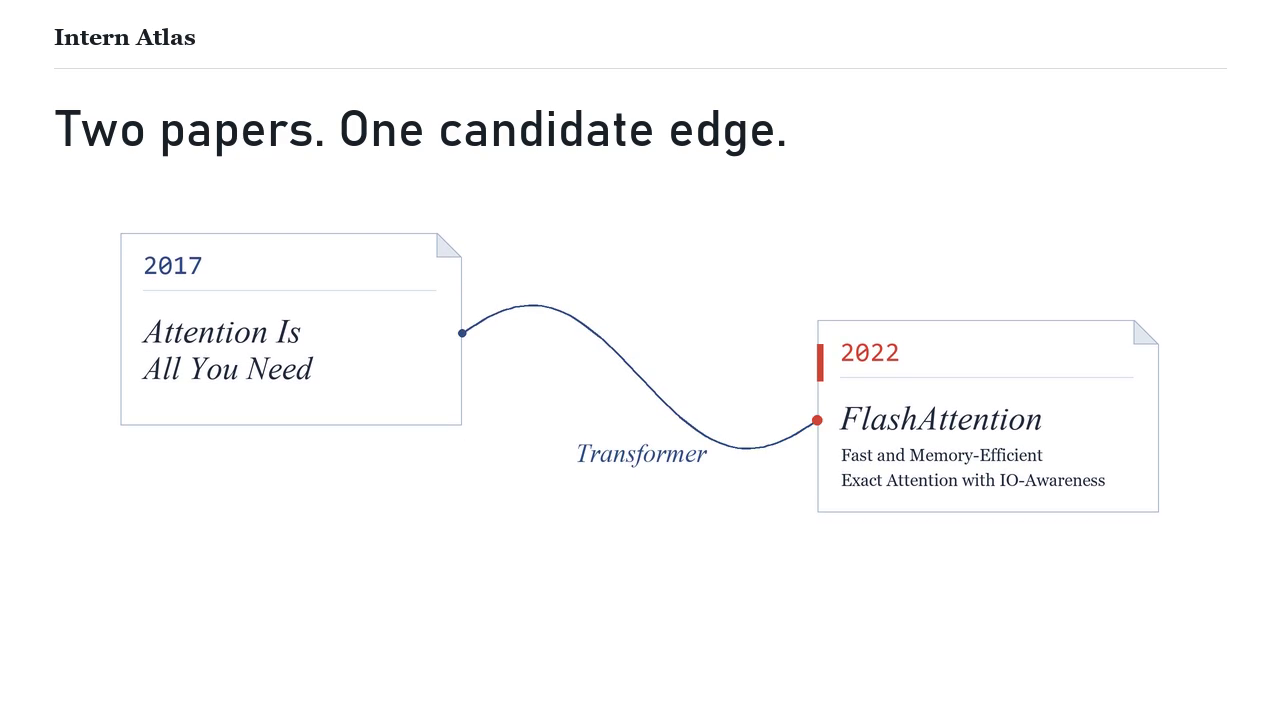 Intern Atlas
Two papers. One candidate edge.
2017
Attention Is
All You Need
Transformer
2022
FlashAttention
Fast and Memory-Efficient
Exact Attention with IO-Awareness